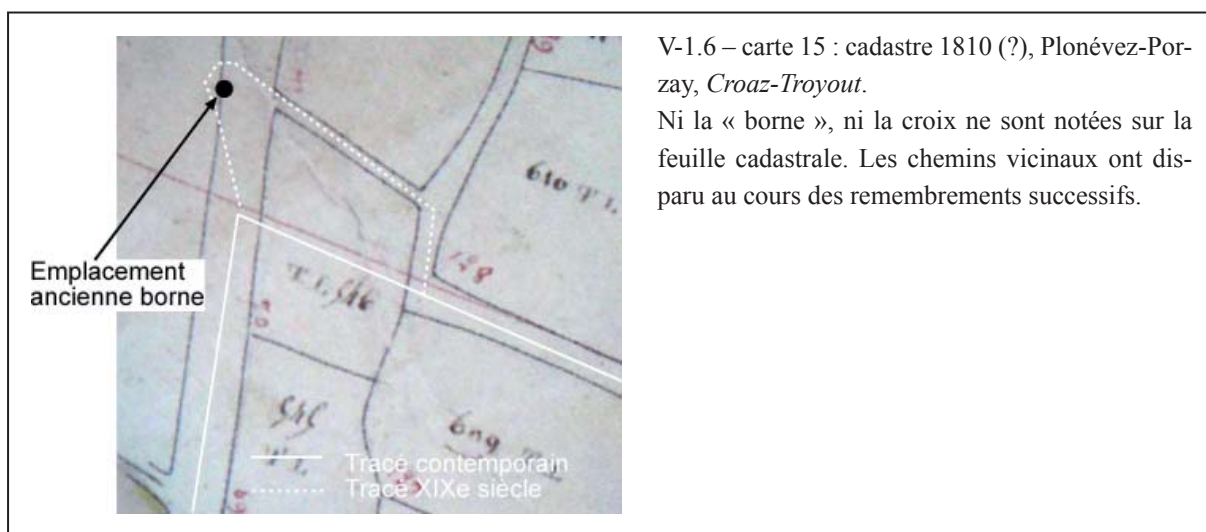 V-1.6 – carte 15 : cadastre 1810 (?), Plonévez-Por-
zay, Croaz-Troyout.
Ni la « borne », ni la croix ne sont notées sur la
feuille cadastrale. Les chemins vicinaux ont dis-
paru au cours des remembrements successifs.
Emplacement
ancienne borne
Tracé contemporain
Tracé XIXe siècle